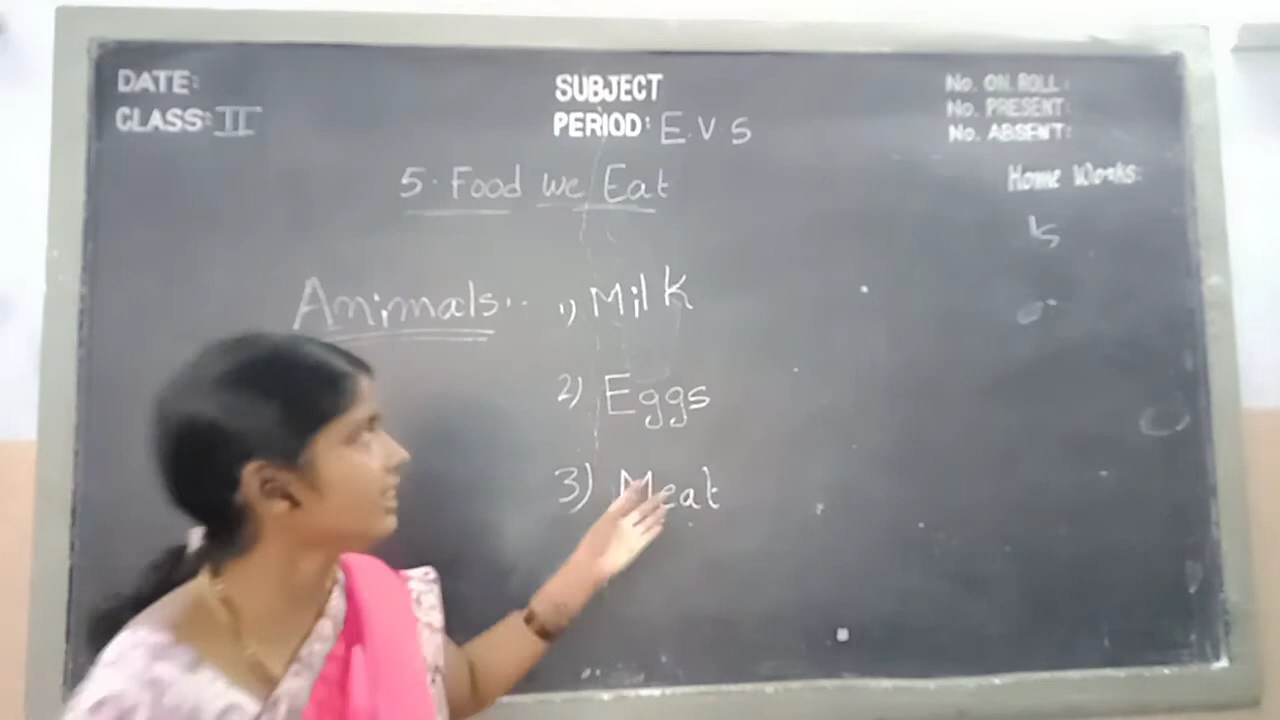 DATE:
CLASS: II
SUBJECT
PERIOD: E.V.S
No. ON ROLL:
No. PRESENT:
No. ABSENT:
Home Works:
5. Food We Eat
Animals:- 1) Milk
2) Eggs
3) Meat